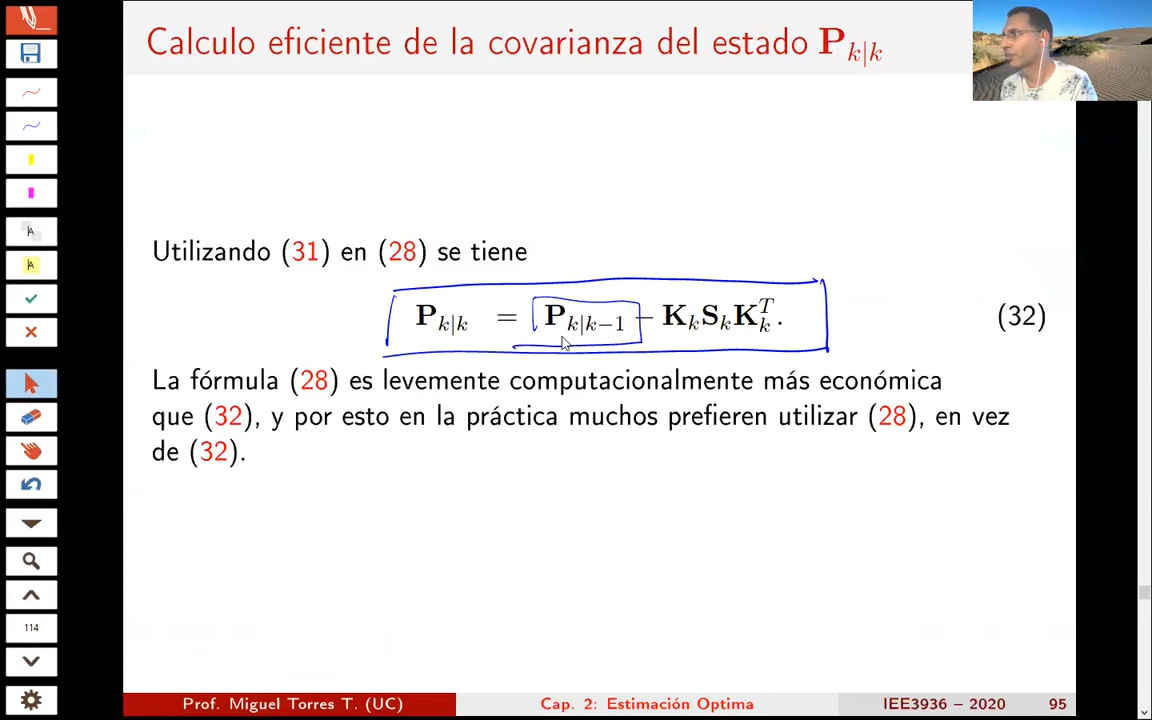 Calculo eficiente de la covarianza del estado P_{k|k}
Utilizando (31) en (28) se tiene
P_{k|k} = P_{k|k−1} − K_k S_k K_k^T. (32)
La fórmula (28) es levemente computacionalmente más económica
que (32), y por esto en la práctica muchos prefieren utilizar (28), en vez
de (32).
114
Prof. Miguel Torres T. (UC) Cap. 2: Estimación Optima IEE3936 – 2020 95